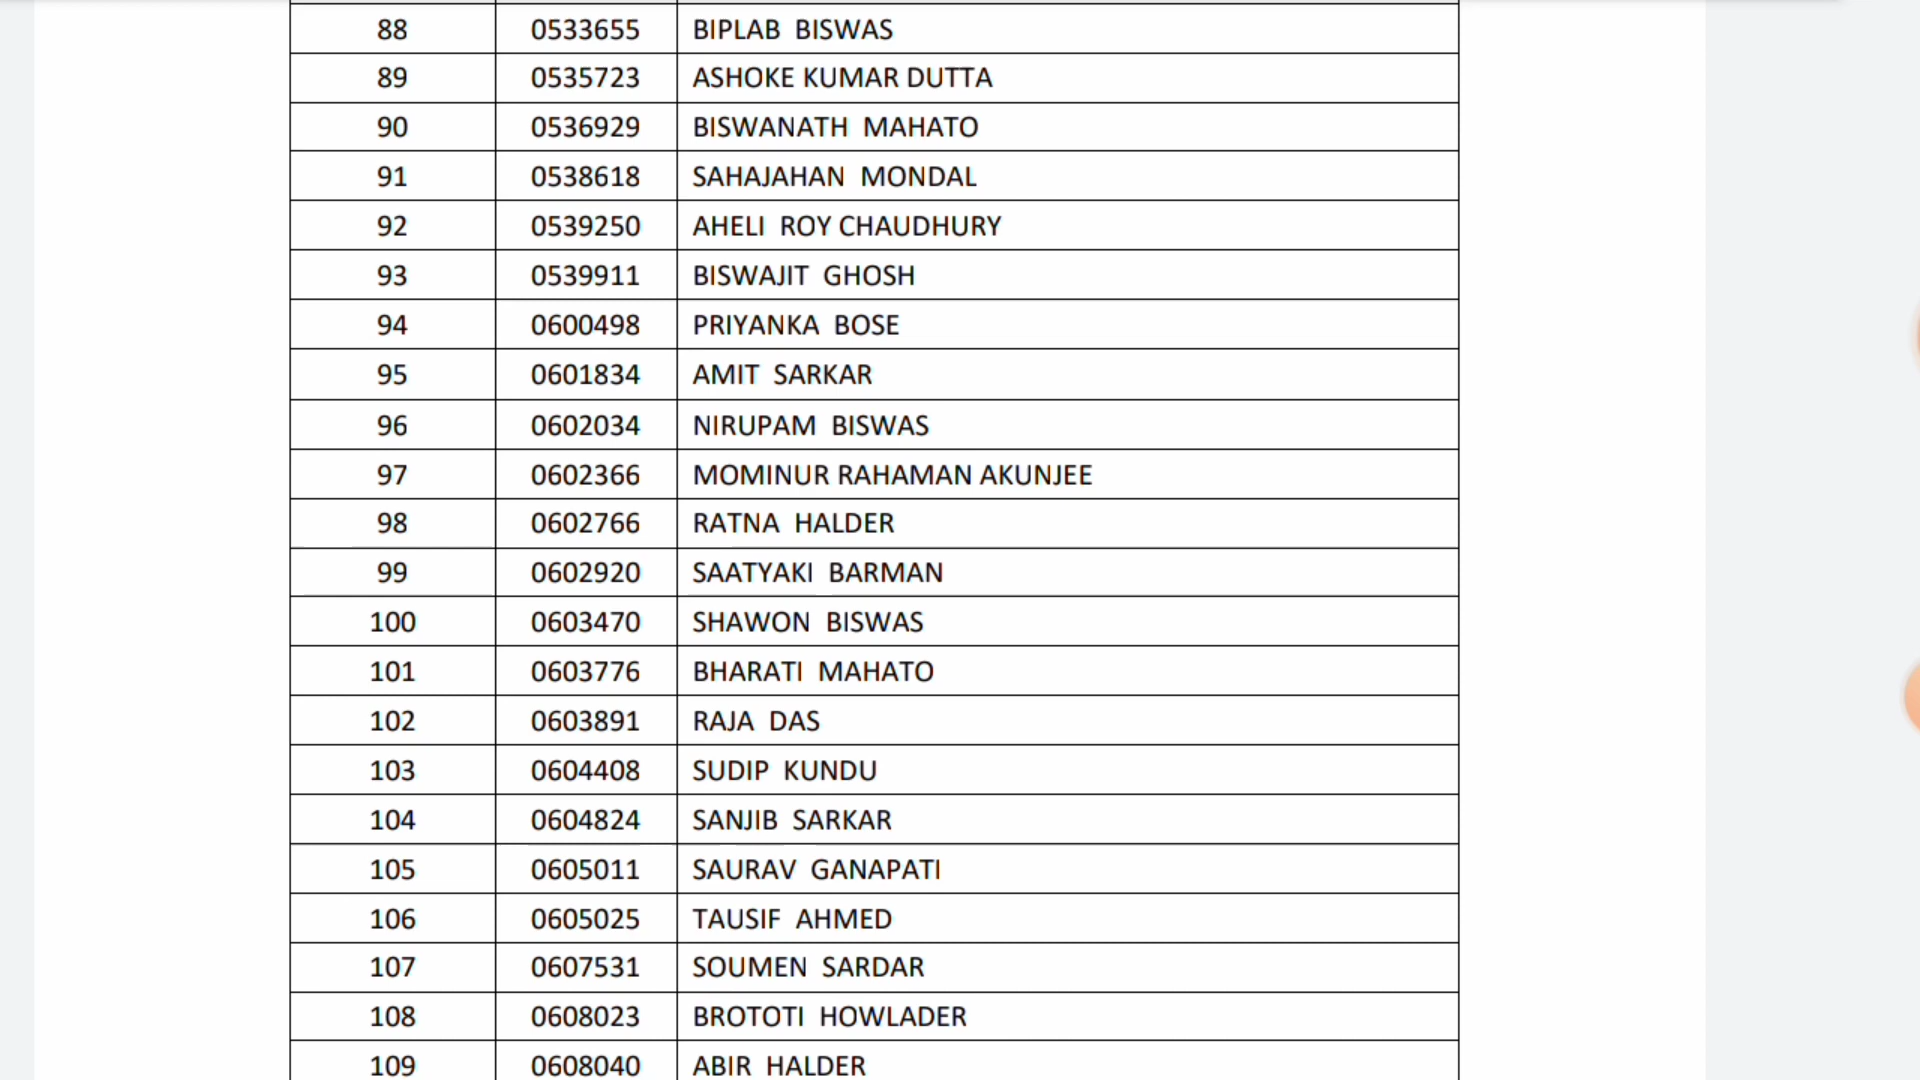 88 0533655 BIPLAB BISWAS
89 0535723 ASHOKE KUMAR DUTTA
90 0536929 BISWANATH MAHATO
91 0538618 SAHAJAHAN MONDAL
92 0539250 AHELI ROY CHAUDHURY
93 0539911 BISWAJIT GHOSH
94 0600498 PRIYANKA BOSE
95 0601834 AMIT SARKAR
96 0602034 NIRUPAM BISWAS
97 0602366 MOMINUR RAHAMAN AKUNJEE
98 0602766 RATNA HALDER
99 0602920 SAATYAKI BARMAN
100 0603470 SHAWON BISWAS
101 0603776 BHARATI MAHATO
102 0603891 RAJA DAS
103 0604408 SUDIP KUNDU
104 0604824 SANJIB SARKAR
105 0605011 SAURAV GANAPATI
106 0605025 TAUSIF AHMED
107 0607531 SOUMEN SARDAR
108 0608023 BROTOTI HOWLADER
109 0608040 ABIR HALDER